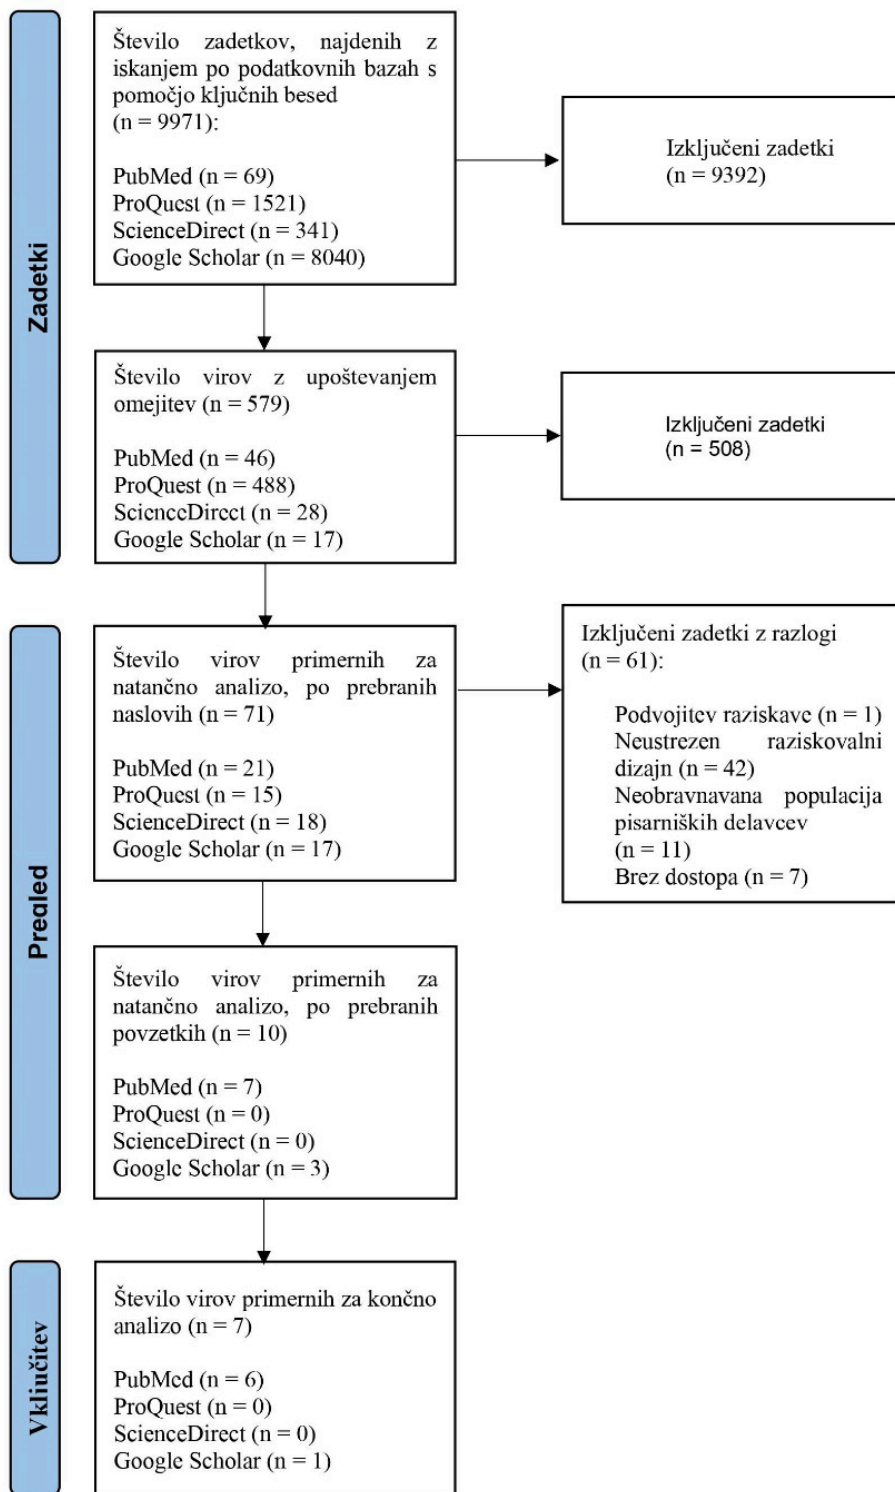 Zadetki
Število zadetkov, najdenih z
iskanjem po podatkovnih bazah s
pomočjo ključnih besed
(n = 9971):
PubMed (n = 69)
ProQuest (n = 1521)
ScienceDirect (n = 341)
Google Scholar (n = 8040)
Izključeni zadetki
(n = 9392)
Število virov z upoštevanjem
omejitev (n = 579)
PubMed (n = 46)
ProQuest (n = 488)
ScienceDirect (n = 28)
Google Scholar (n = 17)
Izključeni zadetki
(n = 508)
Pregled
Število virov primernih za
natančno analizo, po prebranih
naslovih (n = 71)
PubMed (n = 21)
ProQuest (n = 15)
ScienceDirect (n = 18)
Google Scholar (n = 17)
Izključeni zadetki z razlogi
(n = 61):
Podvojitev raziskave (n = 1)
Neustrezen raziskovalni
dizajn (n = 42)
Neobravnavana populacija
pisarniških delavcev
(n = 11)
Brez dostopa (n = 7)
Število virov primernih za
natančno analizo, po prebranih
povzetkih (n = 10)
PubMed (n = 7)
ProQuest (n = 0)
ScienceDirect (n = 0)
Google Scholar (n = 3)
Vključitev
Število virov primernih za končno
analizo (n = 7)
PubMed (n = 6)
ProQuest (n = 0)
ScienceDirect (n = 0)
Google Scholar (n = 1)